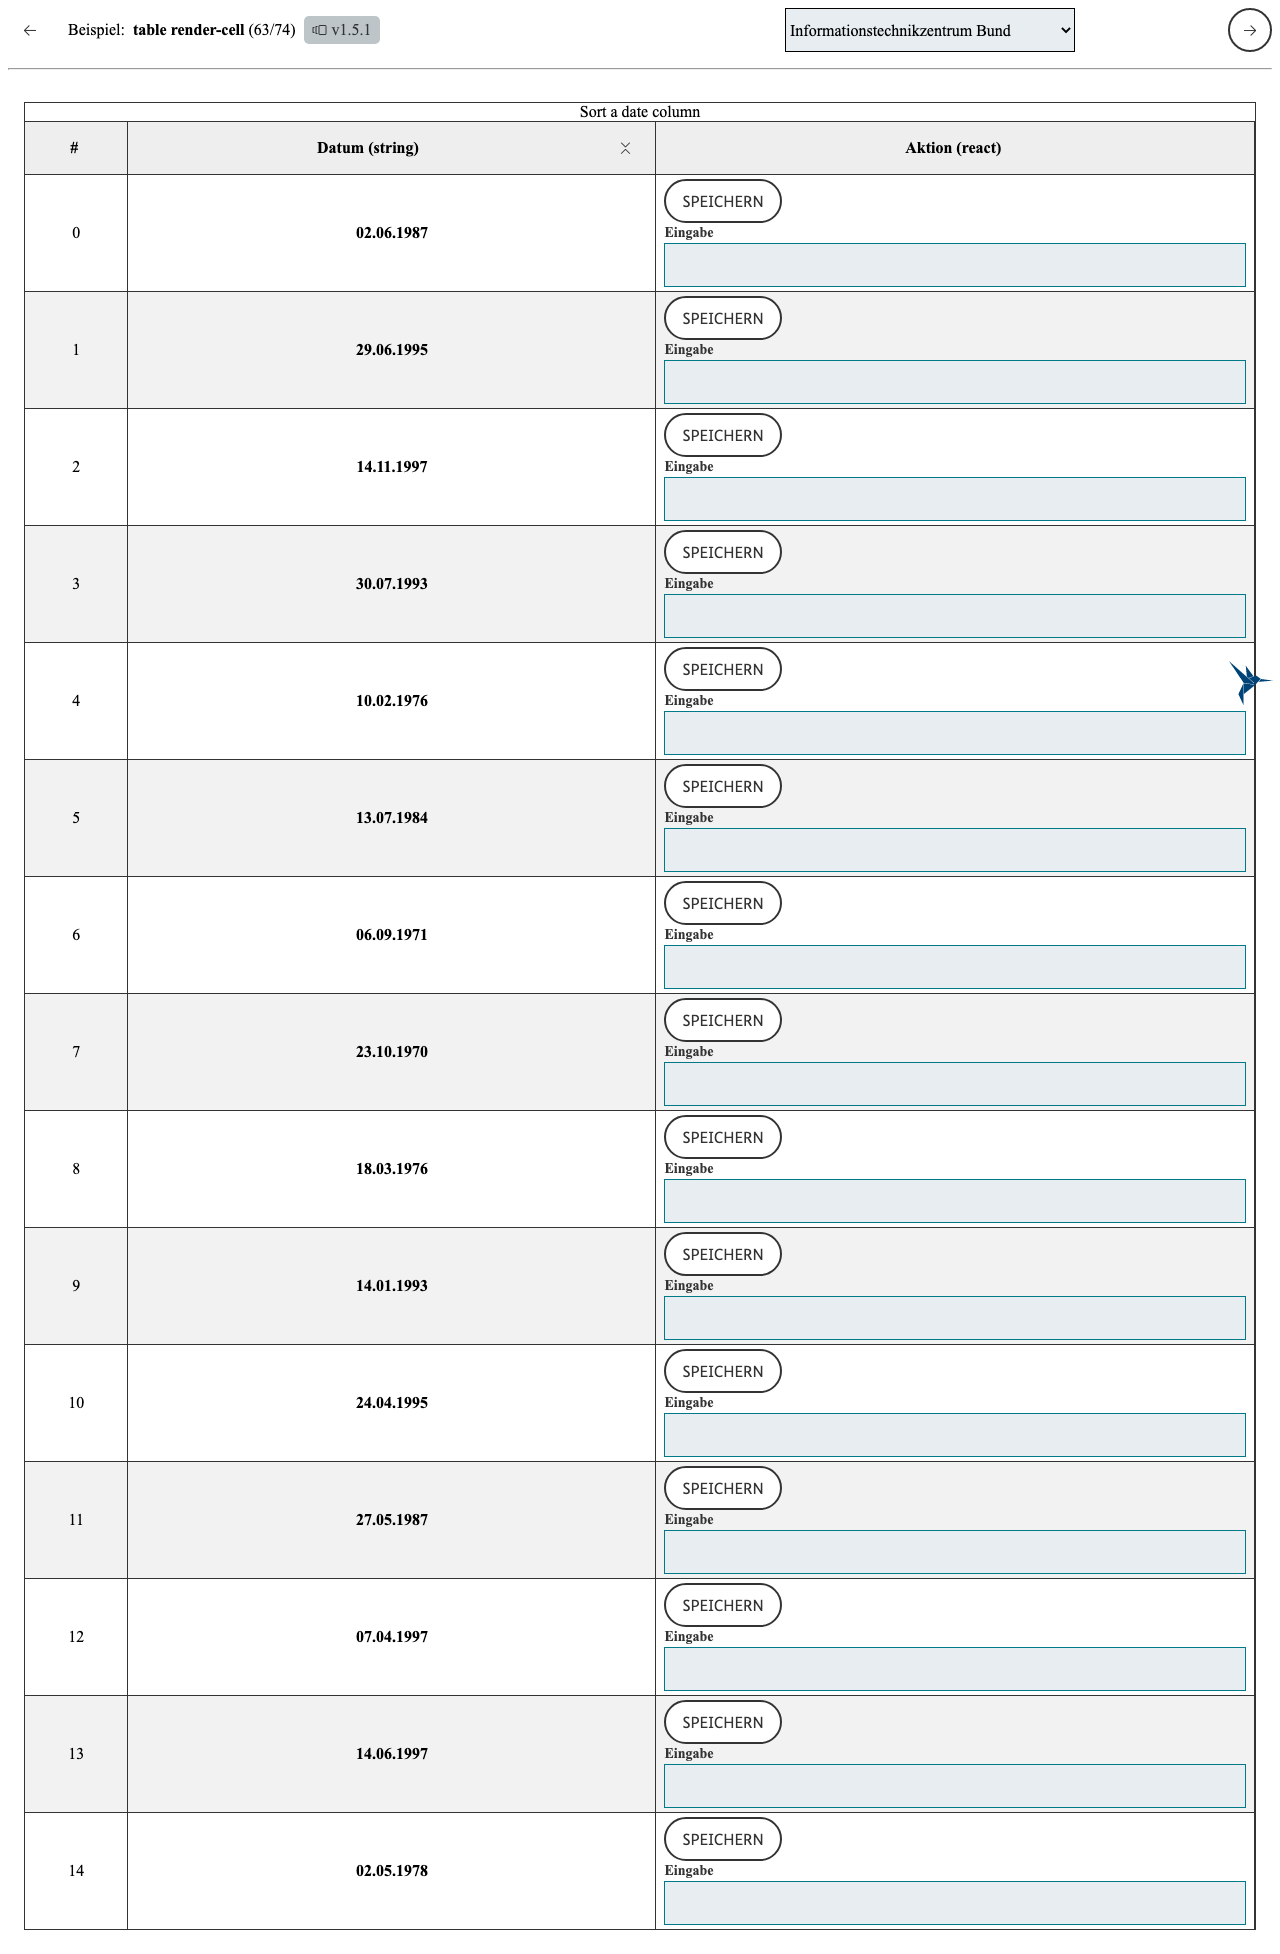 Beispiel: table render-cell (63/74) v1.5.1 Informationstechnikzentrum Bund
Sort a date column
# Datum (string) Aktion (react)
SPEICHERN
0 02.06.1987 Eingabe
SPEICHERN
1 29.06.1995 Eingabe
SPEICHERN
2 14.11.1997 Eingabe
SPEICHERN
3 30.07.1993 Eingabe
SPEICHERN
4 10.02.1976 Eingabe
SPEICHERN
5 13.07.1984 Eingabe
SPEICHERN
6 06.09.1971 Eingabe
SPEICHERN
7 23.10.1970 Eingabe
SPEICHERN
8 18.03.1976 Eingabe
SPEICHERN
9 14.01.1993 Eingabe
SPEICHERN
10 24.04.1995 Eingabe
SPEICHERN
11 27.05.1987 Eingabe
SPEICHERN
12 07.04.1997 Eingabe
SPEICHERN
13 14.06.1997 Eingabe
SPEICHERN
14 02.05.1978 Eingabe